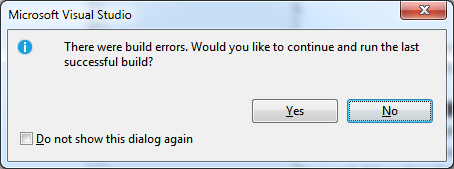 Microsoft Visual Studio
There were build errors. Would you like to continue and run the last
successful build?
Yes
No
Do not show this dialog again